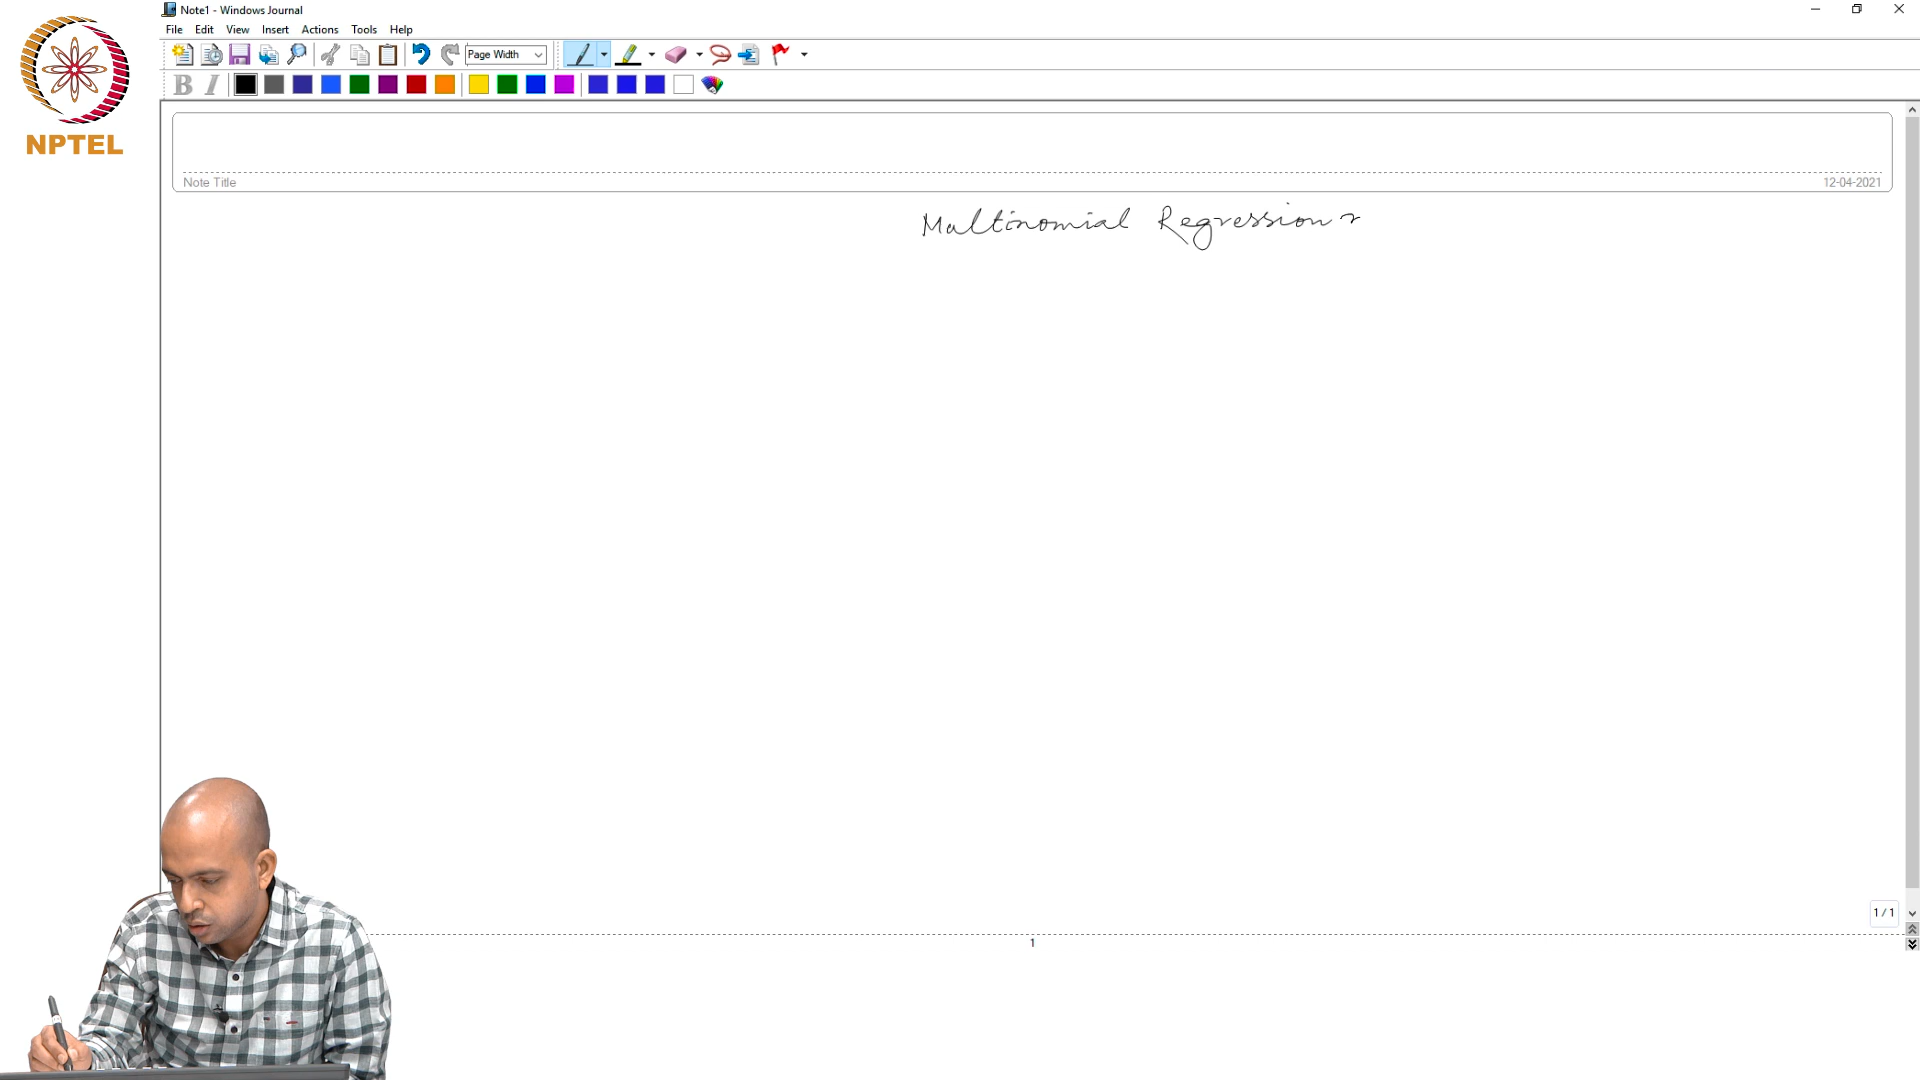 Note1 - Windows Journal
File Edit View Insert Actions Tools Help
Page Width
B I
NPTEL
Note Title
12-04-2021
Multinomial Regression
1 / 1
1